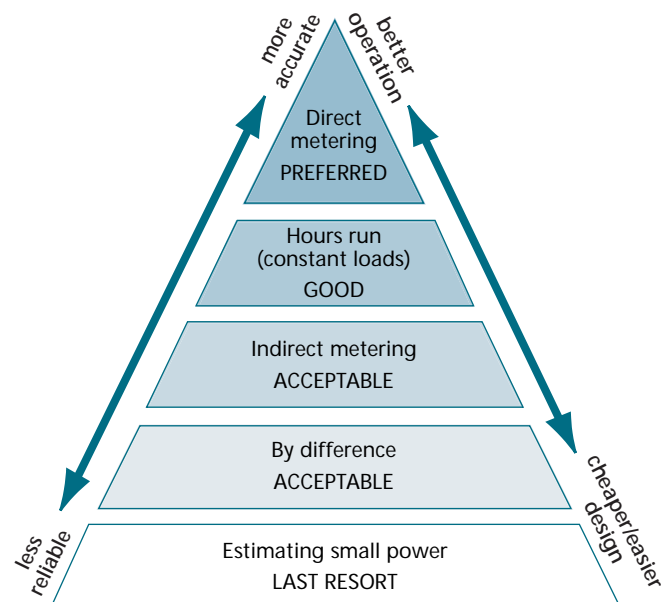 more
accurate
better
operation
Direct
metering
PREFERRED
Hours run
(constant loads)
GOOD
Indirect metering
ACCEPTABLE
By difference
ACCEPTABLE
less
reliable
cheaper/easier
design
Estimating small power
LAST RESORT